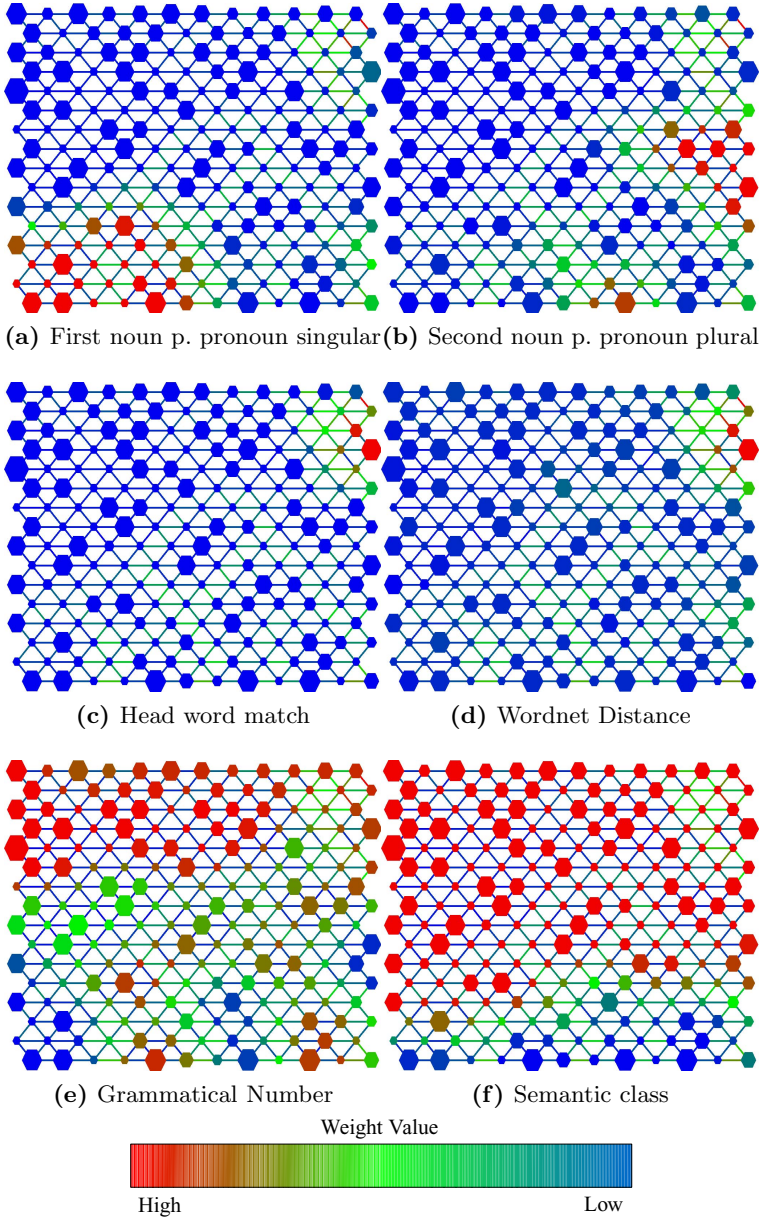 (a) First noun p. pronoun singular (b) Second noun p. pronoun plural
(c) Head word match (d) Wordnet Distance
(e) Grammatical Number (f) Semantic class
Weight Value
High Low